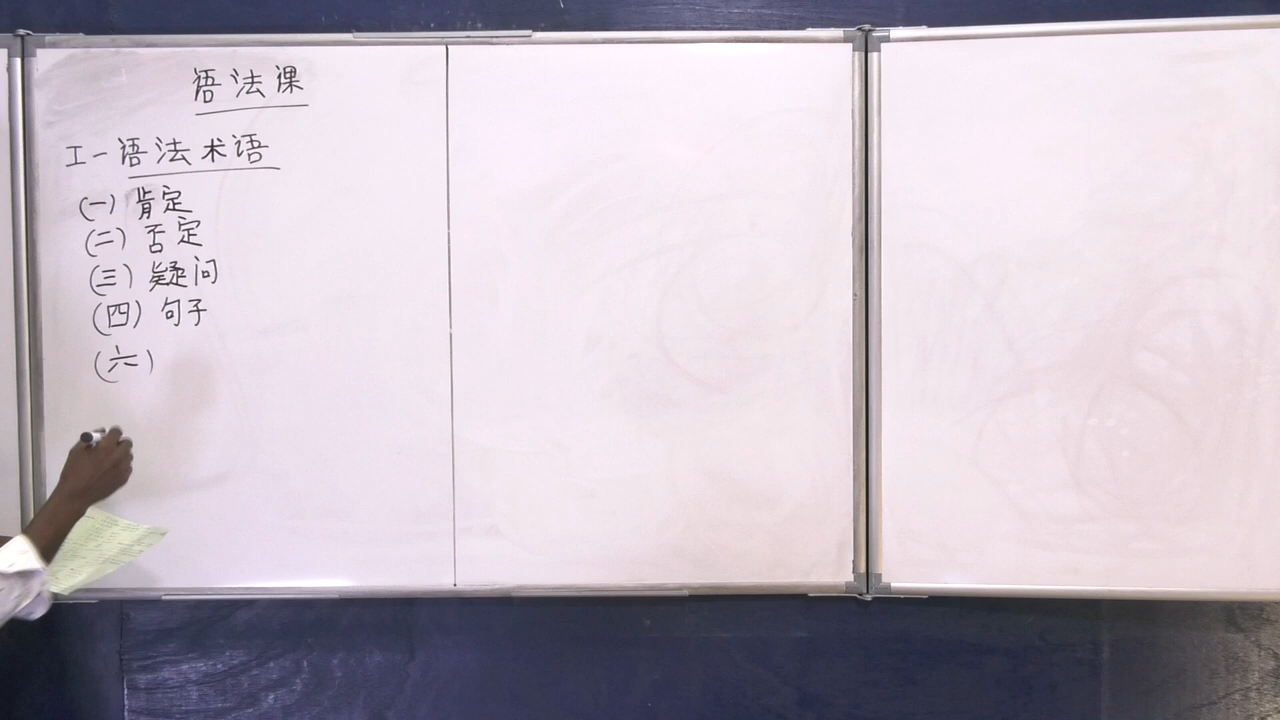 语法课
I-语法术语
(一) 肯定
(二) 否定
(三) 疑问
(四) 句子
(六)